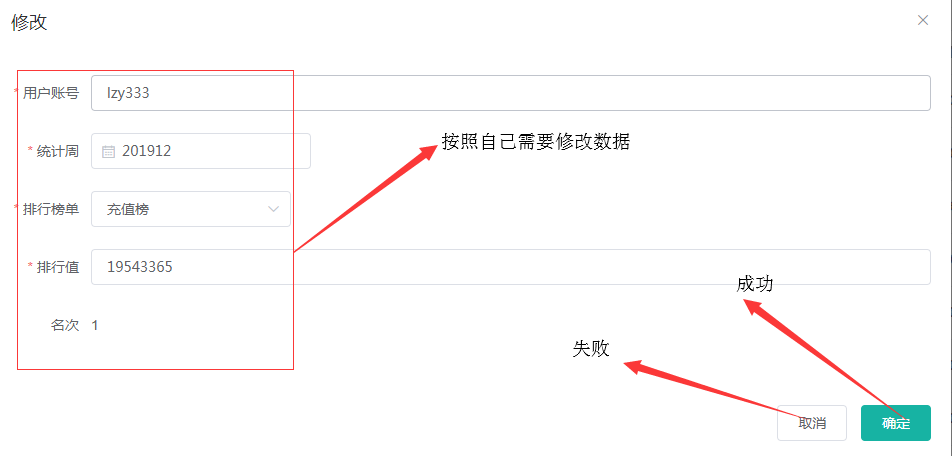 修改
* 用户账号 lzy333
* 统计周 201912
按照自己需要修改数据
* 排行榜单 充值榜
* 排行值 19543365
成功
名次 1
失败
取消 确定